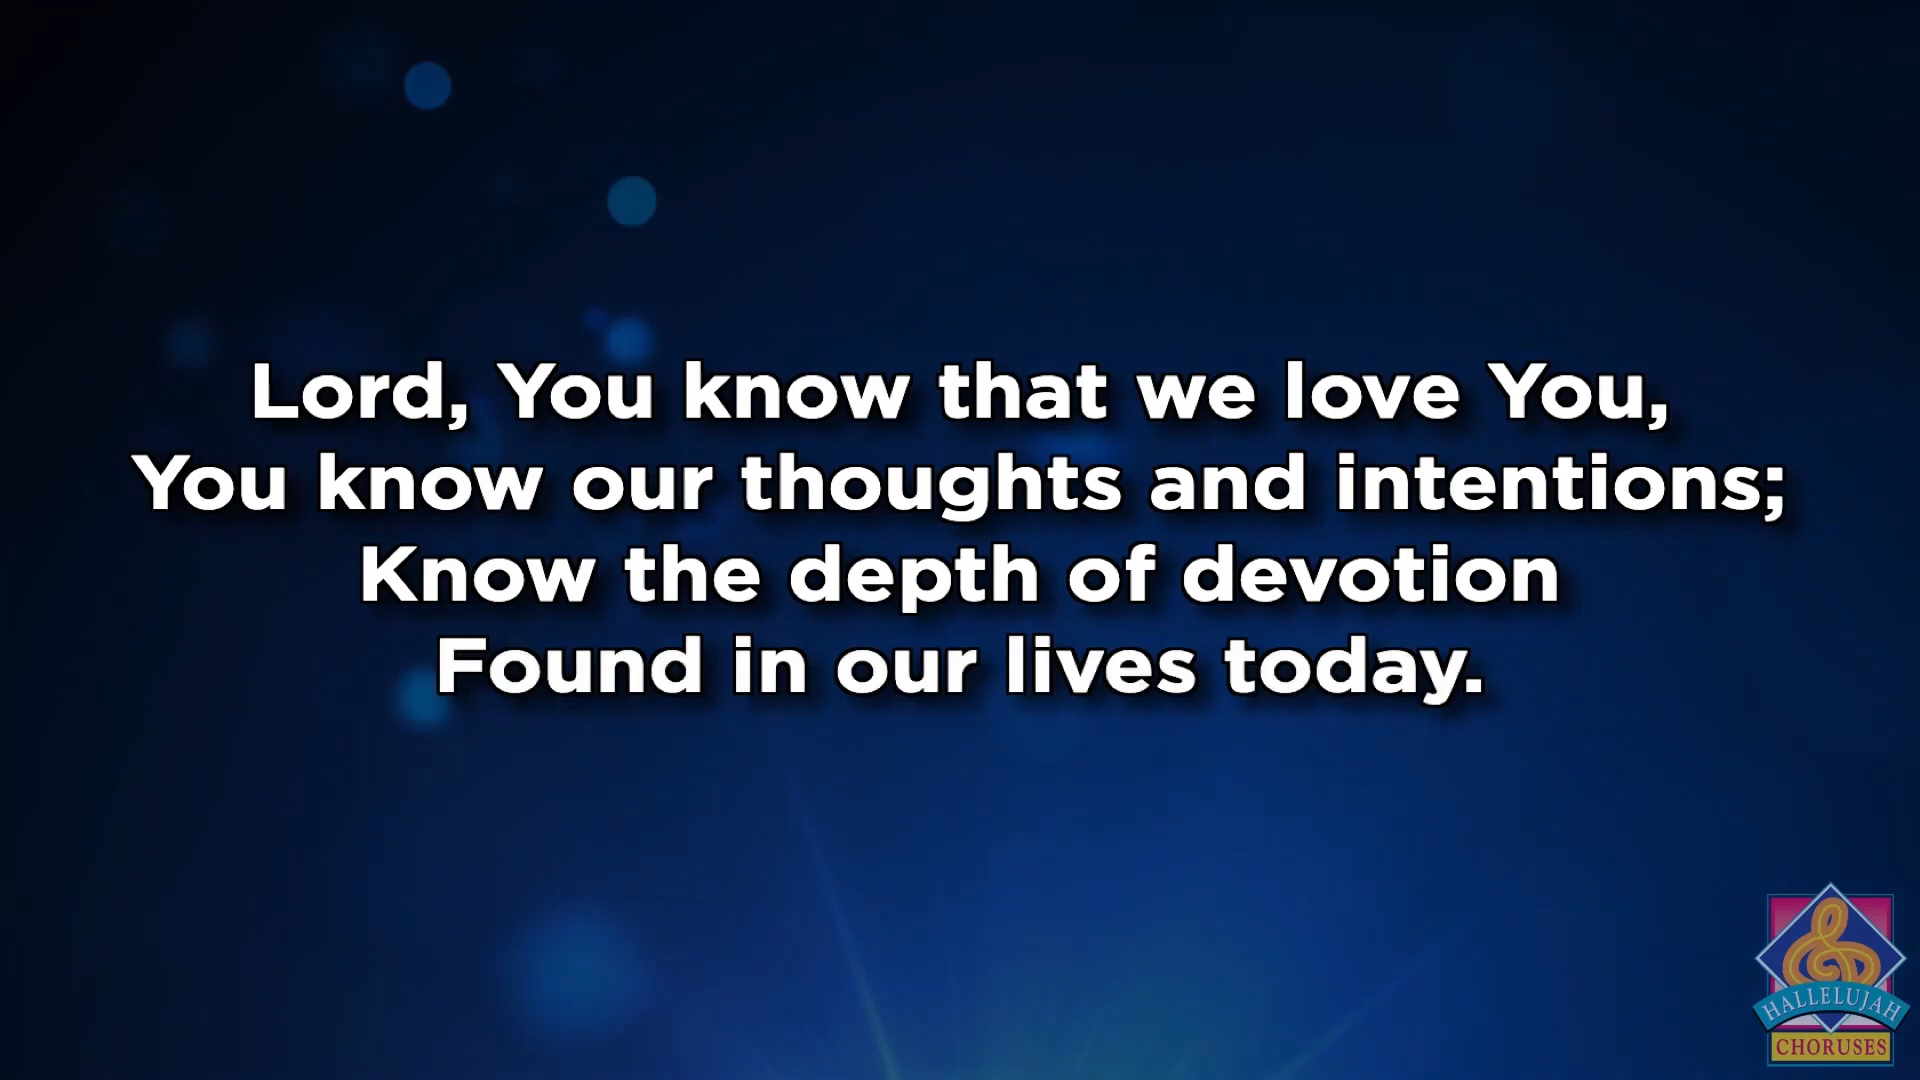 Lord, You know that we love You,
You know our thoughts and intentions;
Know the depth of devotion
Found in our lives today.
HALLELUJAH
CHORUSES